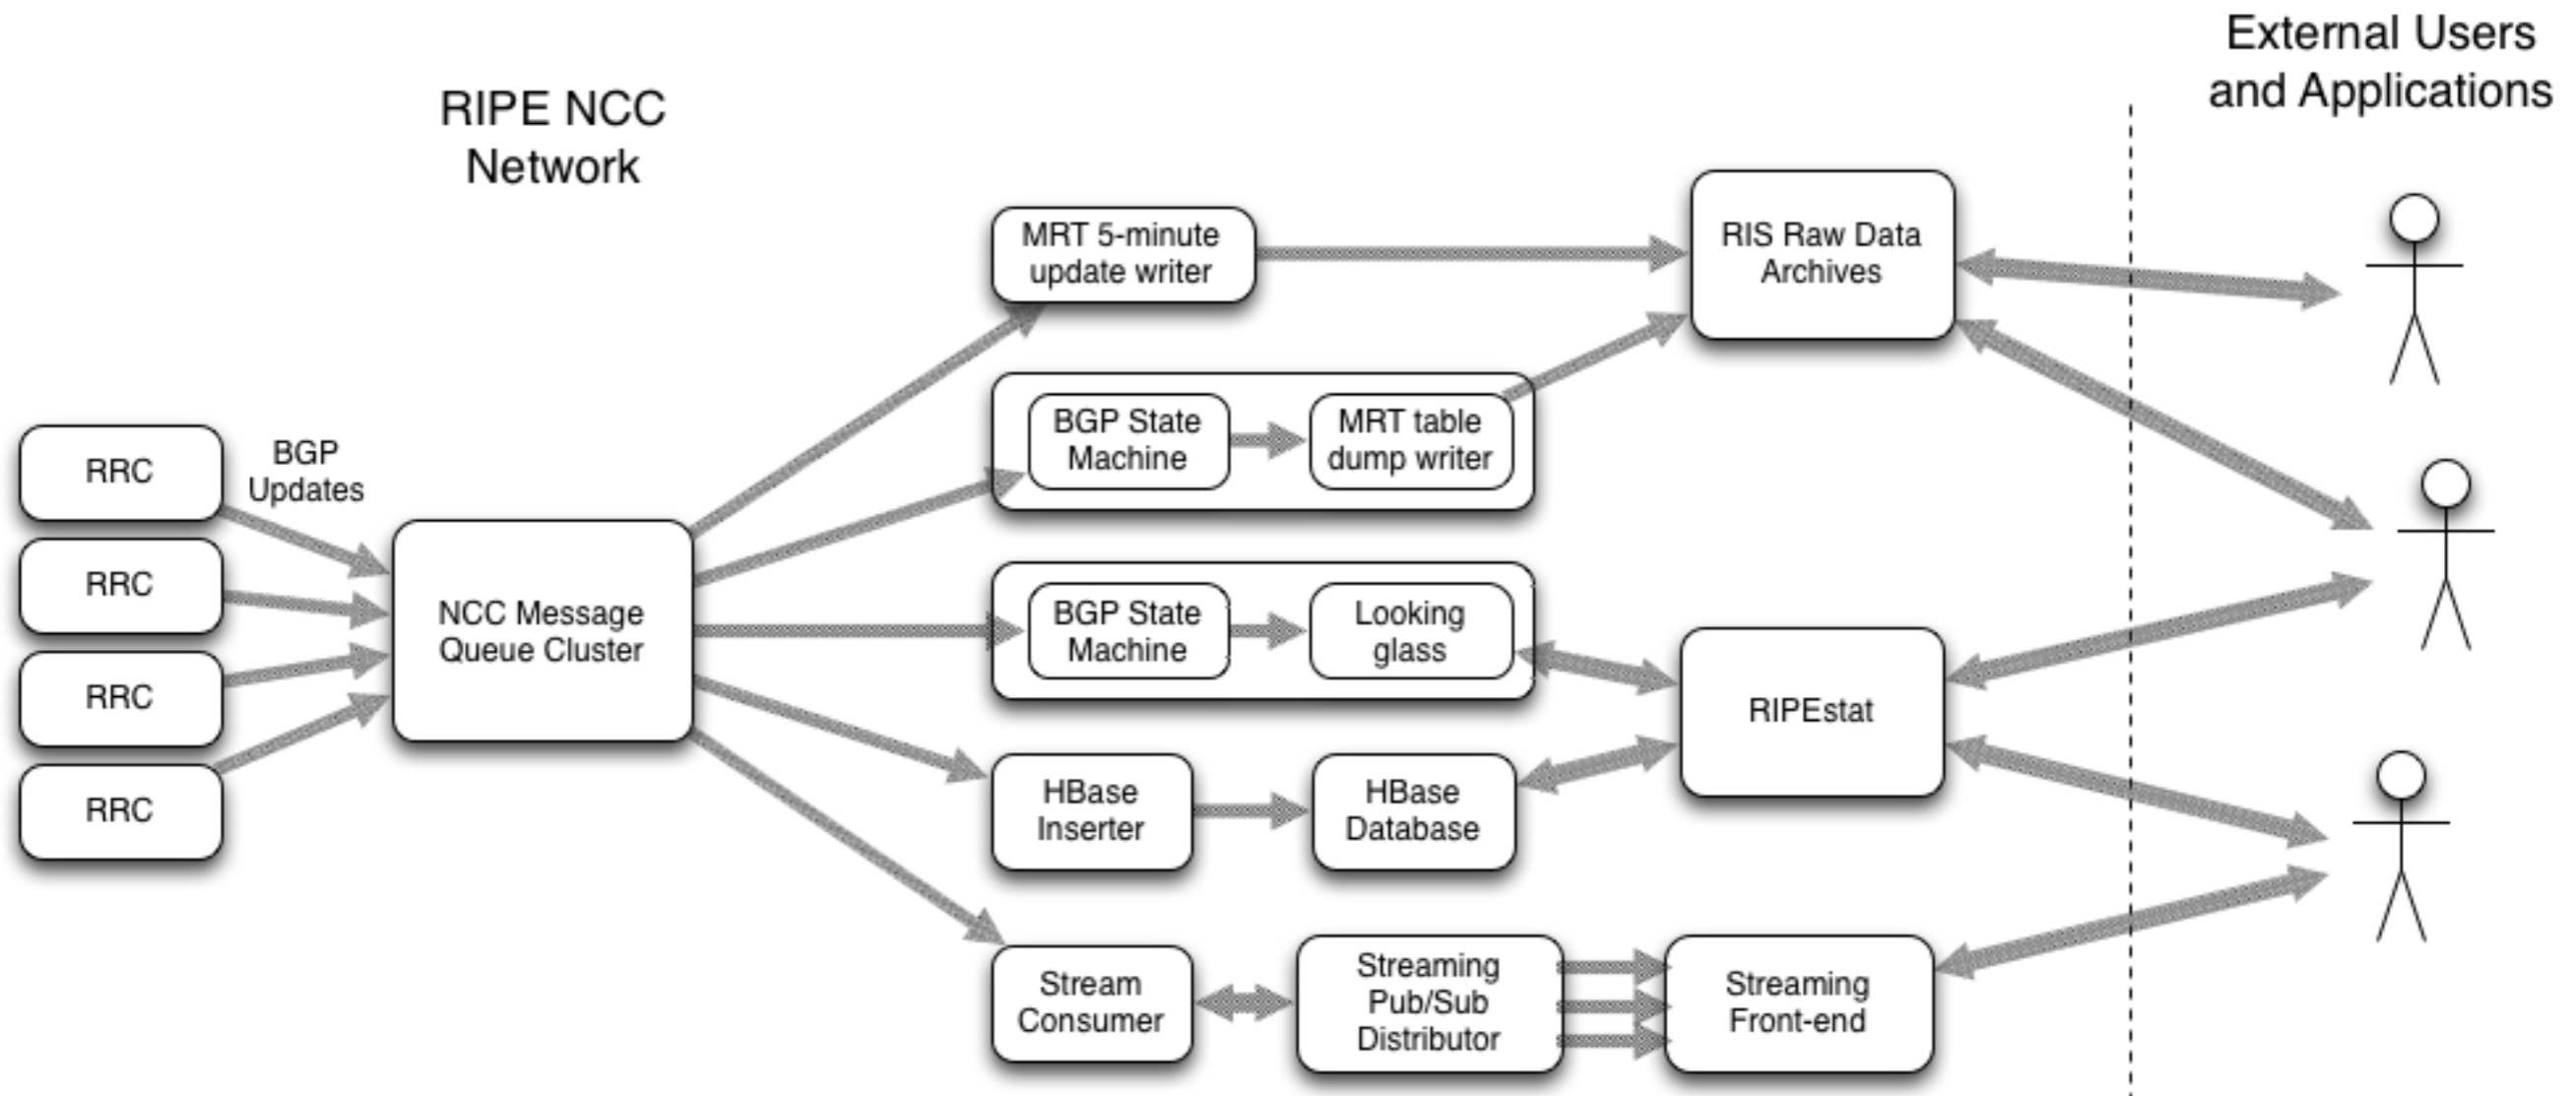 External Users
and Applications
RIPE NCC
Network
MRT 5-minute
update writer
RIS Raw Data
Archives
BGP State
Machine
MRT table
dump writer
RRC
BGP
Updates
RRC
RRC
RRC
NCC Message
Queue Cluster
BGP State
Machine
Looking
glass
RIPEstat
HBase
Inserter
HBase
Database
Stream
Consumer
Streaming
Pub/Sub
Distributor
Streaming
Front-end